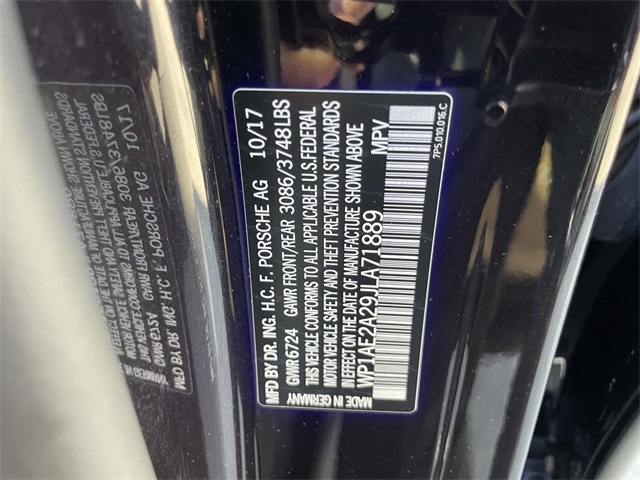 MFD BY DR. ING. H.C. F. PORSCHE AG 10/17
GWR 6724 GAWR FRONT/REAR 3086/3748LBS
THIS VEHICLE CONFORMS TO ALL APPLICABLE U.S.FEDERAL
MOTOR VEHICLE SAFETY AND THEFT PREVENTION STANDARDS
IN EFFECT ON THE DATE OF MANUFACTURE SHOWN ABOVE
WP1AE2A29JLA71889 MPV
MADE IN GERMANY
7P5.010.016.C